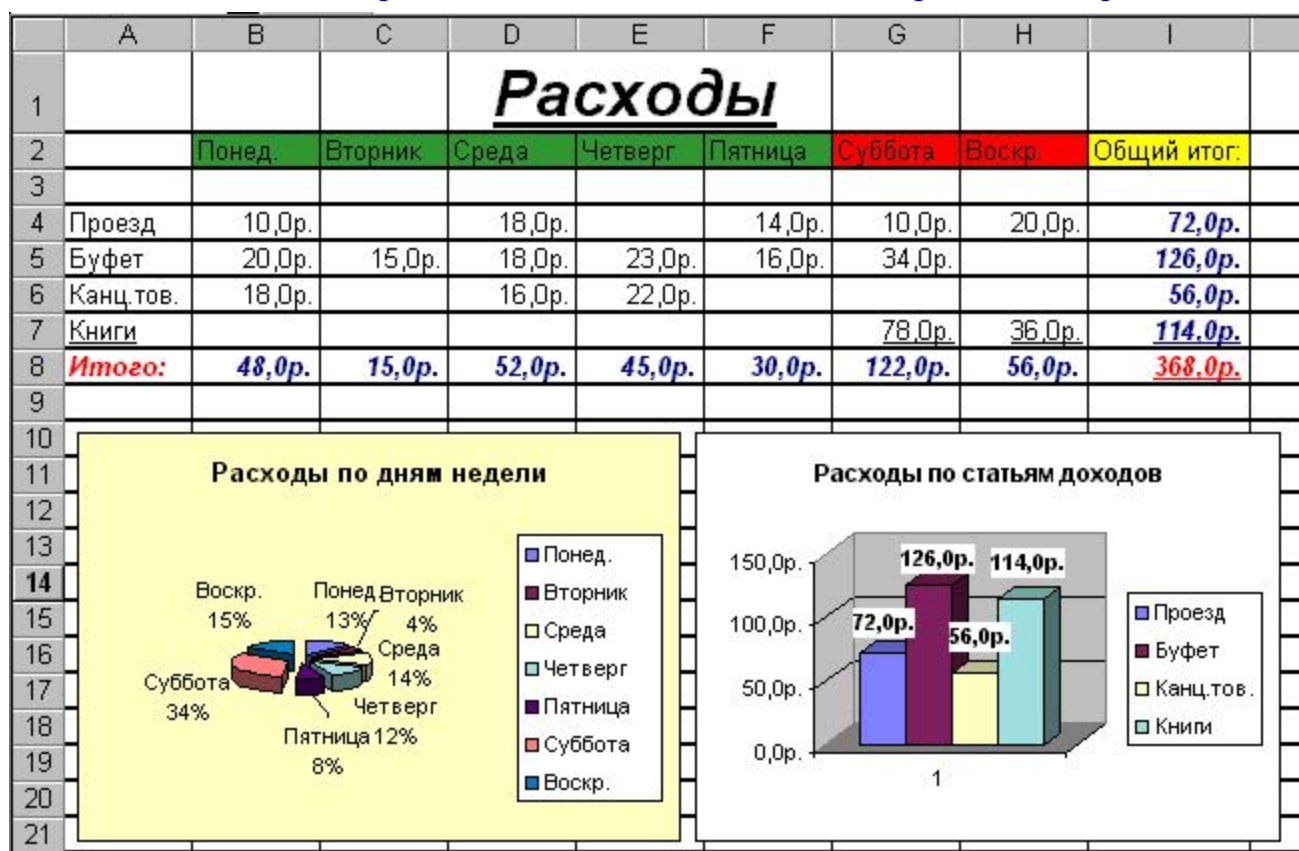 A B C D E F G H I
1 Расходы
2 Понед. Вторник Среда Четверг Пятница Суббота Воскр. Общий итог:
3
4 Проезд 10,0р. 18,0р. 14,0р. 10,0р. 20,0р. 72,0р.
5 Буфет 20,0р. 15,0р. 18,0р. 23,0р. 16,0р. 34,0р. 126,0р.
6 Канц.тов. 18,0р. 16,0р. 22,0р. 56,0р.
7 Книги 78,0р. 36,0р. 114,0р.
8 Итого: 48,0р. 15,0р. 52,0р. 45,0р. 30,0р. 122,0р. 56,0р. 368,0р.
9
10
11
12
13
14
15
16
17
18
19
20
21
Расходы по дням недели
Воскр.
15%
Понед.
13%
Вторник
4%
Среда
14%
Четверг
12%
Пятница
8%
Суббота
34%
Понед.
Вторник
Среда
Четверг
Пятница
Суббота
Воскр.
Расходы по статьям доходов
150,0р.
100,0р.
50,0р.
0,0р.
72,0р.
126,0р.
56,0р.
114,0р.
1
Проезд
Буфет
Канц.тов.
Книги